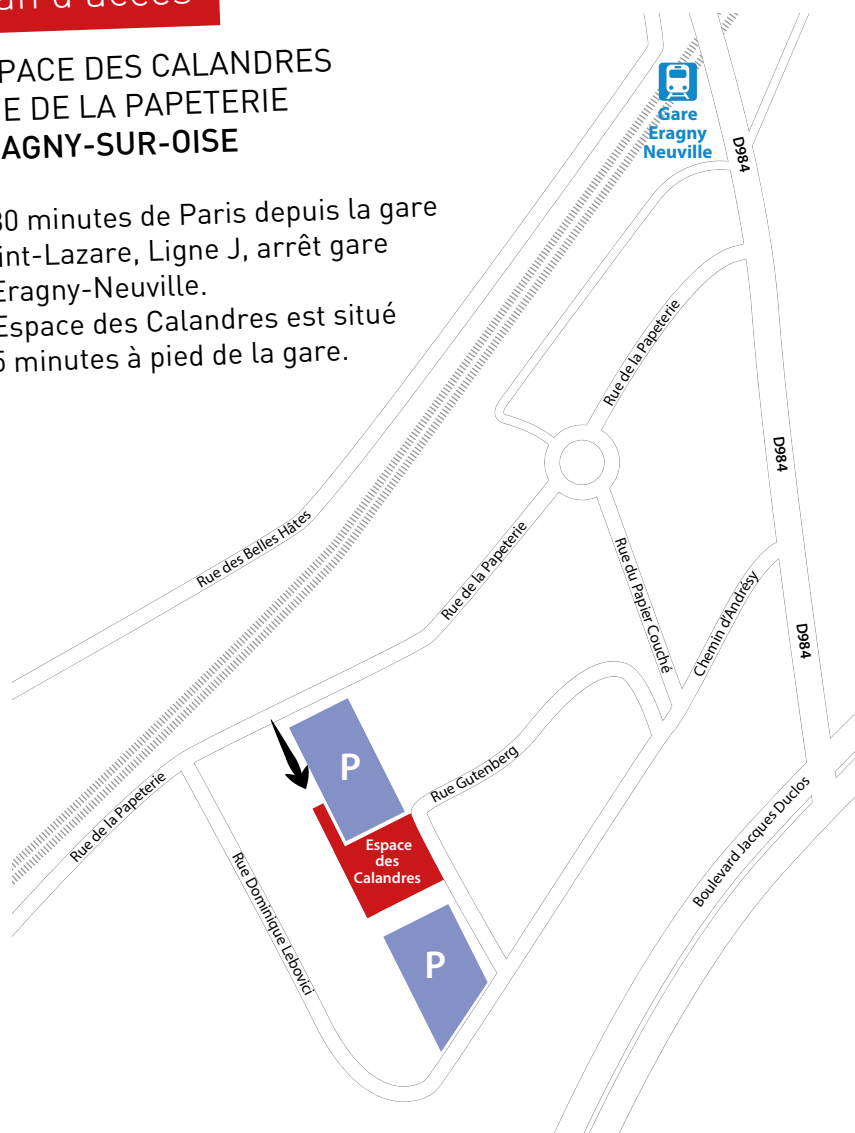 an d'accès
PACE DES CALANDRES
E DE LA PAPETERIE
AGNY-SUR-OISE
30 minutes de Paris depuis la gare
int-Lazare, Ligne J, arrêt gare
Eragny-Neuville.
Espace des Calandres est situé
5 minutes à pied de la gare.
Gare
Eragny
Neuville
D984
Rue de la Papeterie
D984
Rue des Belles Hâtes
Rue de la Papeterie
Rue du Papier Couché
Chemin d'Andrésy
D984
P
Rue Gutenberg
Rue de la Papeterie
Boulevard Jacques Duclos
Espace
des
Calandres
Rue Dominique Lebovici
P